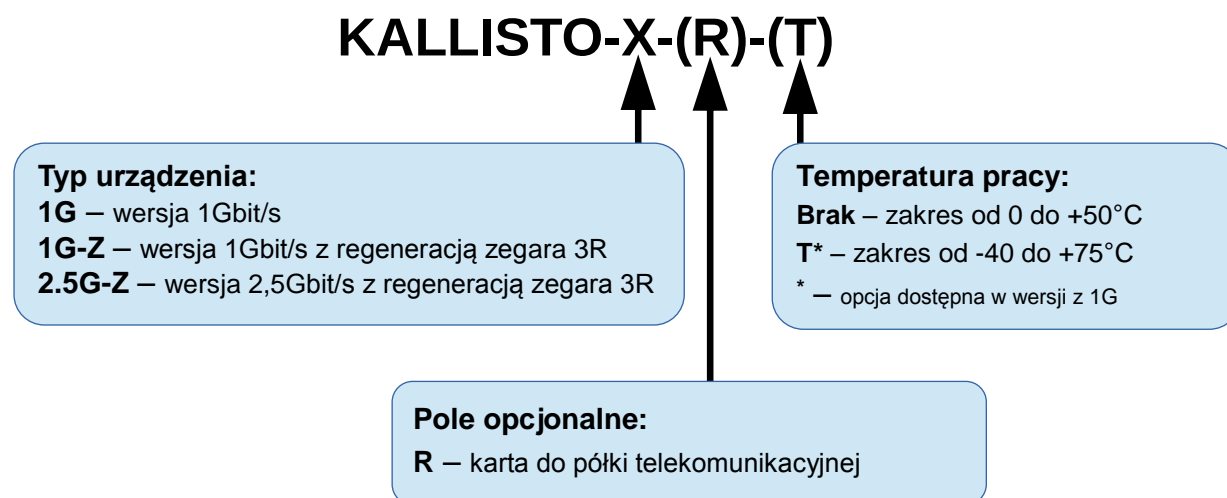 KALLISTO-X-(R)-(T)
Typ urządzenia:
1G – wersja 1Gbit/s
1G-Z – wersja 1Gbit/s z regeneracją zegara 3R
2.5G-Z – wersja 2,5Gbit/s z regeneracją zegara 3R
Temperatura pracy:
Brak – zakres od 0 do +50°C
T* – zakres od -40 do +75°C
* – opcja dostępna w wersji z 1G
Pole opcjonalne:
R – karta do półki telekomunikacyjnej